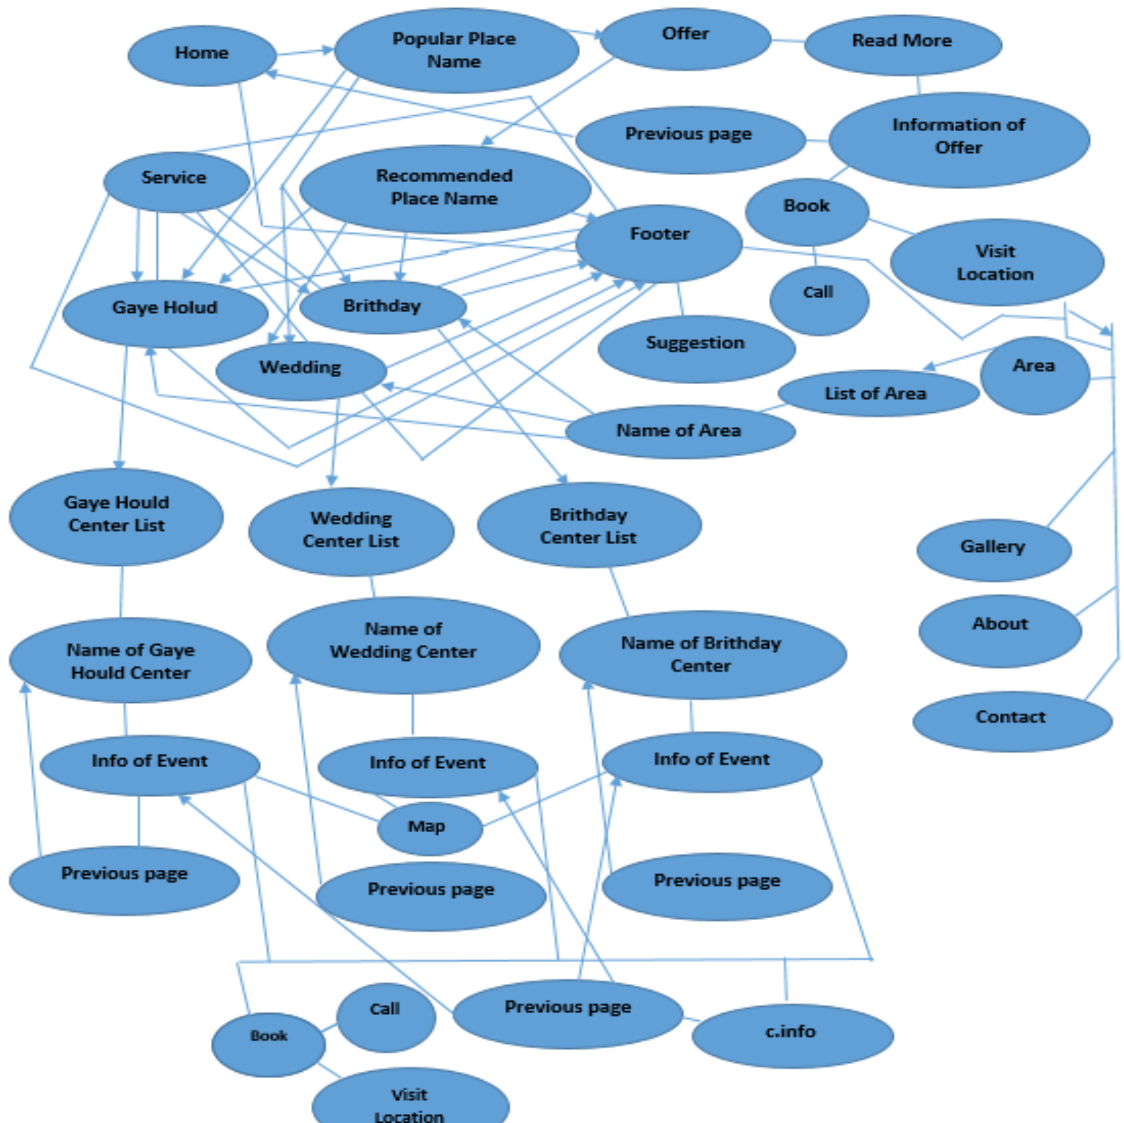 Home
Popular Place
Name
Offer
Read More
Previous page
Information of
Offer
Service
Recommended
Place Name
Book
Footer
Visit
Location
Call
Gaye Holud
Brithday
Suggestion
Wedding
Area
List of Area
Name of Area
Gaye Hould
Center List
Wedding
Center List
Brithday
Center List
Gallery
About
Name of Gaye
Hould Center
Name of
Wedding Center
Name of Brithday
Center
Contact
Info of Event
Info of Event
Info of Event
Map
Previous page
Previous page
Previous page
Call
Previous page
Book
c.info
Visit
Location